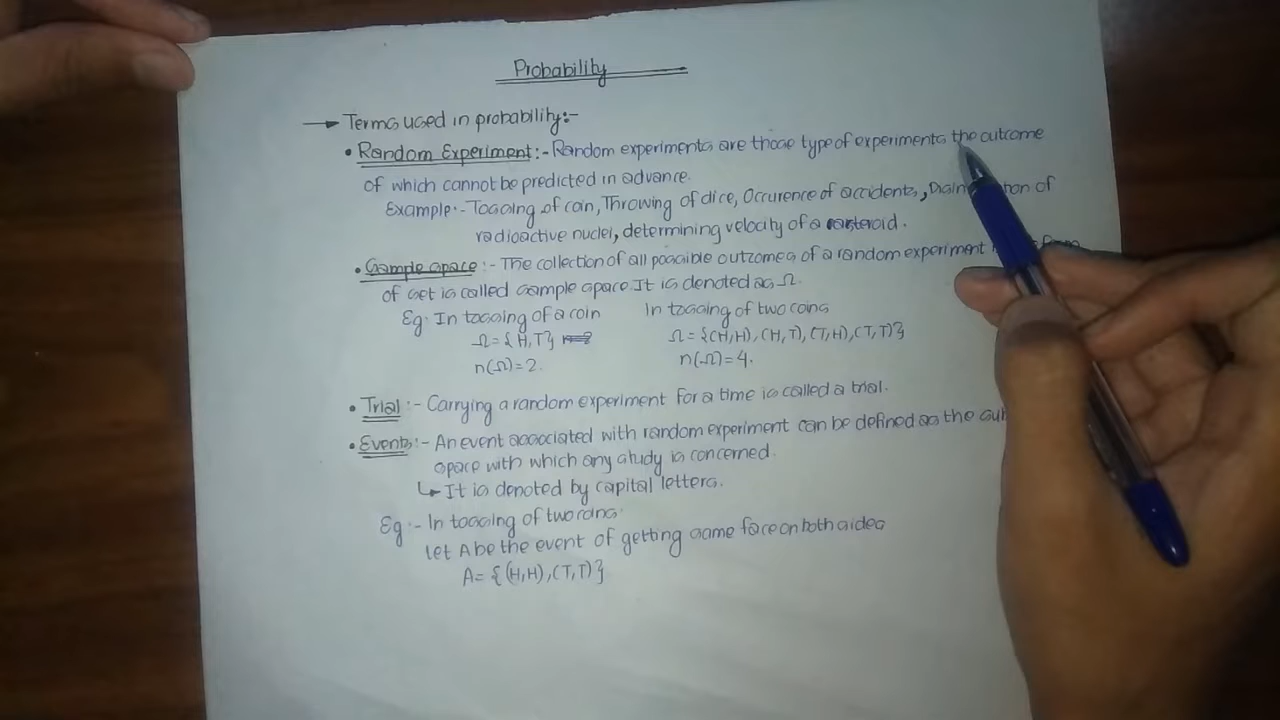 Probability
→ Terms used in probability:-
• Random Experiment:- Random experiments are those type of experiments the outcome
of which cannot be predicted in advance.
Example:- Tossing of coin, Throwing of dice, Occurence of accidents, of
radioactive nuclei, determining velocity of a asteroid.
• Sample space:- The collection of all possible outcomes of a random experiment
of set is called sample space. It is denoted as Ω.
Eg: In tossing of a coin In tossing of two coins
Ω = {H,T} Ω = {(H,H), (H,T), (T,H), (T,T)}
n(Ω) = 2. n(Ω) = 4.
• Trial:- Carrying a random experiment for a time is called a trial.
• Events:- An event associated with random experiment can be defined as the
space with which any study is concerned.
↳ It is denoted by capital letters.
Eg:- In tossing of two coins.
let A be the event of getting same face on both sides
A = {(H,H), (T,T)}